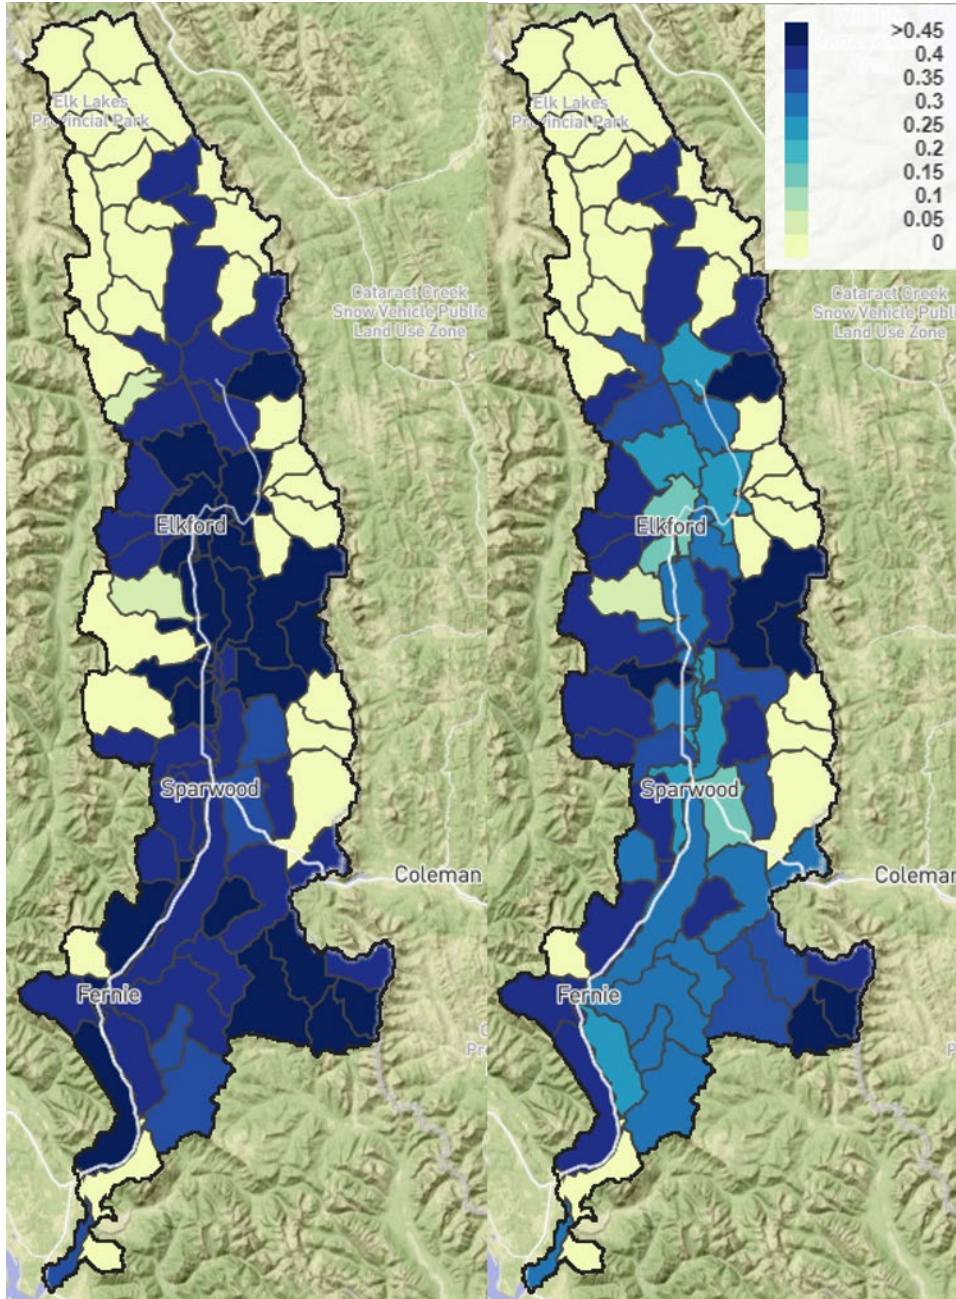 Elk Lakes
Provincial Park
Cataract Creek
Snow Vehicle Public
Land Use Zone
Elkford
Sparwood
Coleman
Fernie
Elk Lakes
Provincial Park
Cataract Creek
Snow Vehicle Publi
Land Use Zone
Elkford
Sparwood
Coleman
Fernie
>0.45
0.4
0.35
0.3
0.25
0.2
0.15
0.1
0.05
0